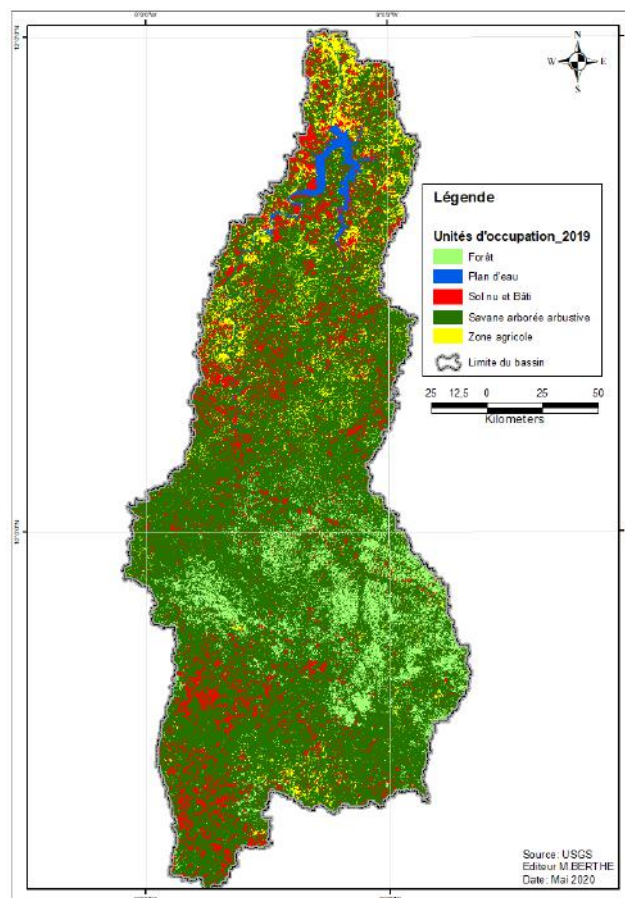 N
W
E
S
Légende
Unités d'occupation_2019
Forêt
Plan d'eau
Sol nu et Bâti
Savane arborée arbustive
Zone agricole
Limite du bassin
25 12,5 0 25 50
Kilometers
Source: USGS
Editeur M.BERTHE
Date: Mai 2020